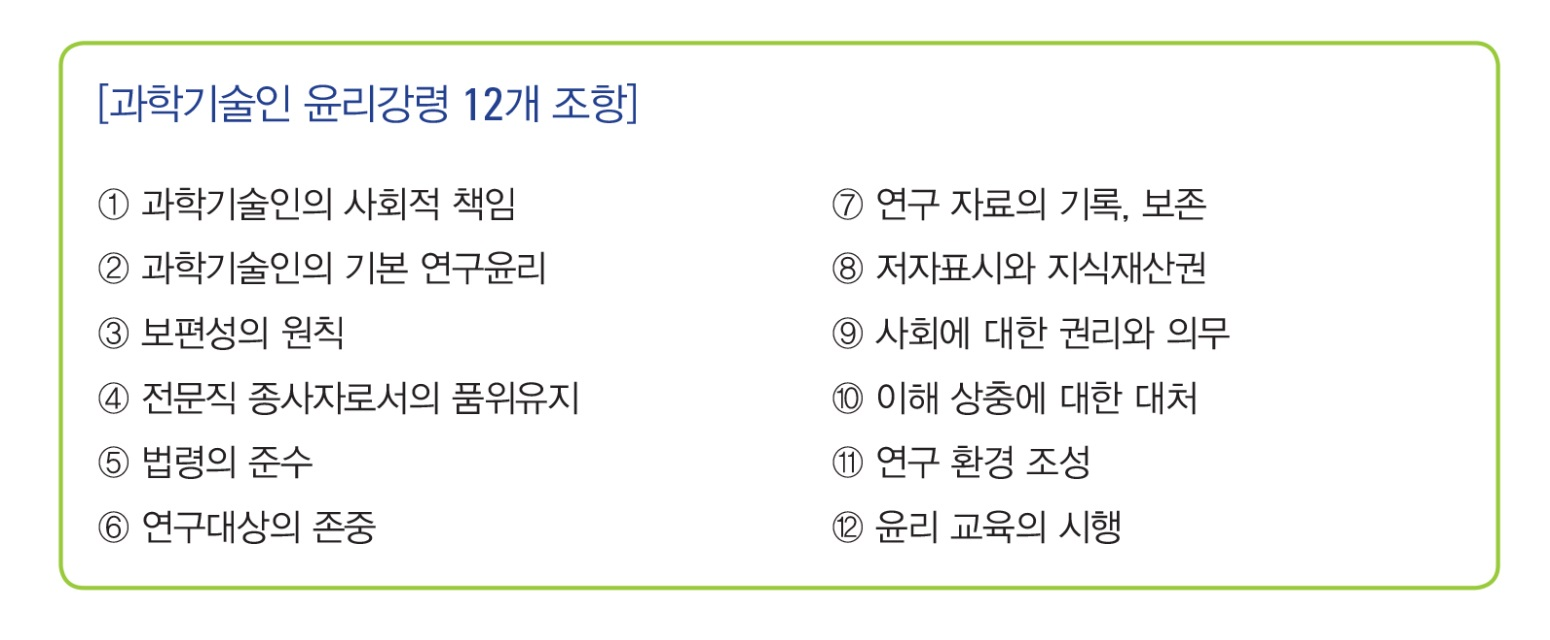 [과학기술인 윤리강령 12개 조항]
① 과학기술인의 사회적 책임
② 과학기술인의 기본 연구윤리
③ 보편성의 원칙
④ 전문직 종사자로서의 품위유지
⑤ 법령의 준수
⑥ 연구대상의 존중
⑦ 연구 자료의 기록, 보존
⑧ 저자표시와 지식재산권
⑨ 사회에 대한 권리와 의무
⑩ 이해 상충에 대한 대처
⑪ 연구 환경 조성
⑫ 윤리 교육의 시행